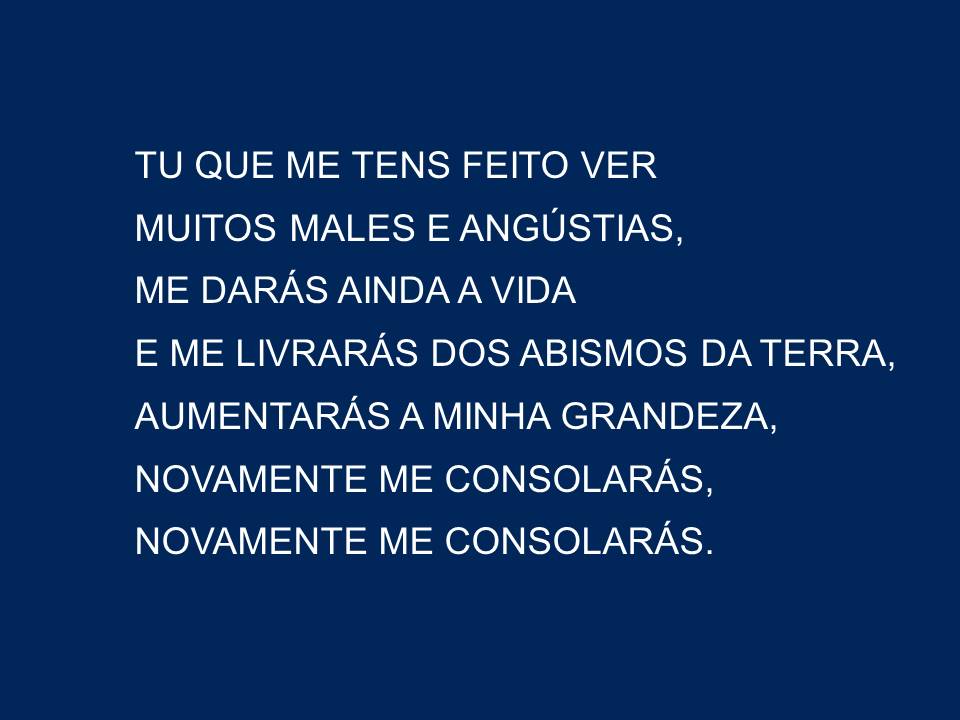 TU QUE ME TENS FEITO VER
MUITOS MALES E ANGÚSTIAS,
ME DARÁS AINDA A VIDA
E ME LIVRARÁS DOS ABISMOS DA TERRA,
AUMENTARÁS A MINHA GRANDEZA,
NOVAMENTE ME CONSOLARÁS,
NOVAMENTE ME CONSOLARÁS.